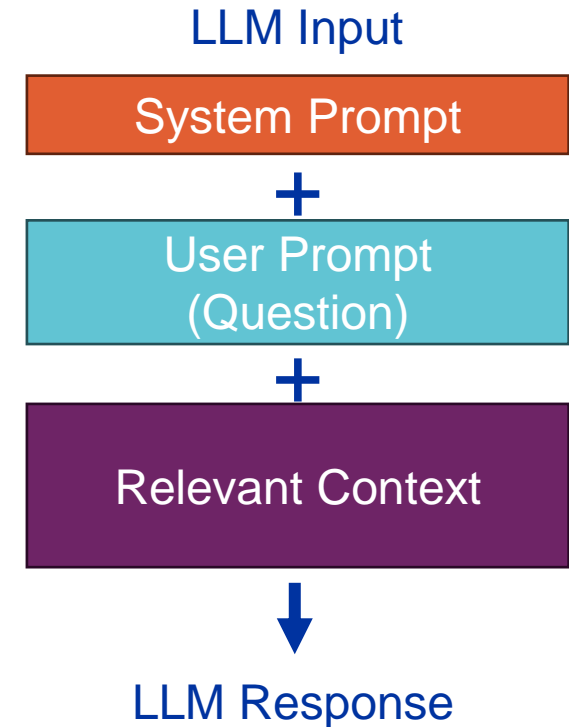 LLM Input
System Prompt
+
User Prompt
(Question)
+
Relevant Context
LLM Response